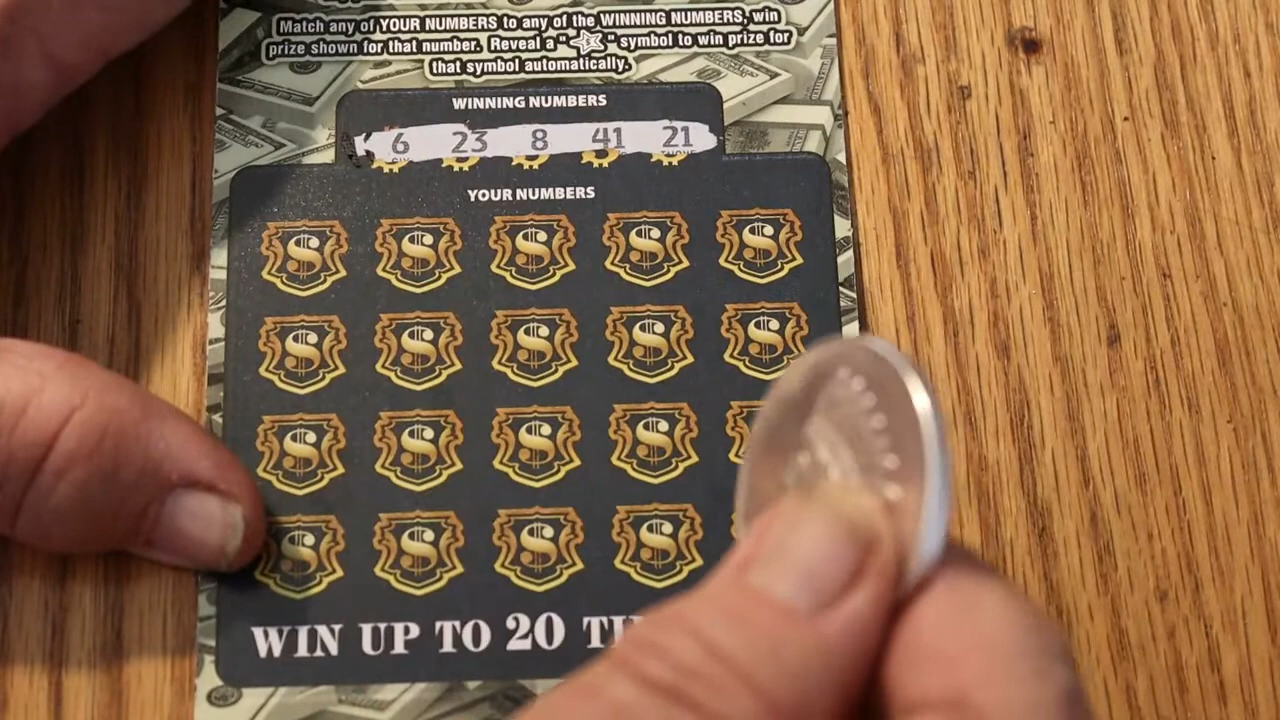 Match any of YOUR NUMBERS to any of the WINNING NUMBERS, win
prize shown for that number. Reveal a " " symbol to win prize for
that symbol automatically.
WINNING NUMBERS
6 23 8 41 21
YOUR NUMBERS
WIN UP TO 20